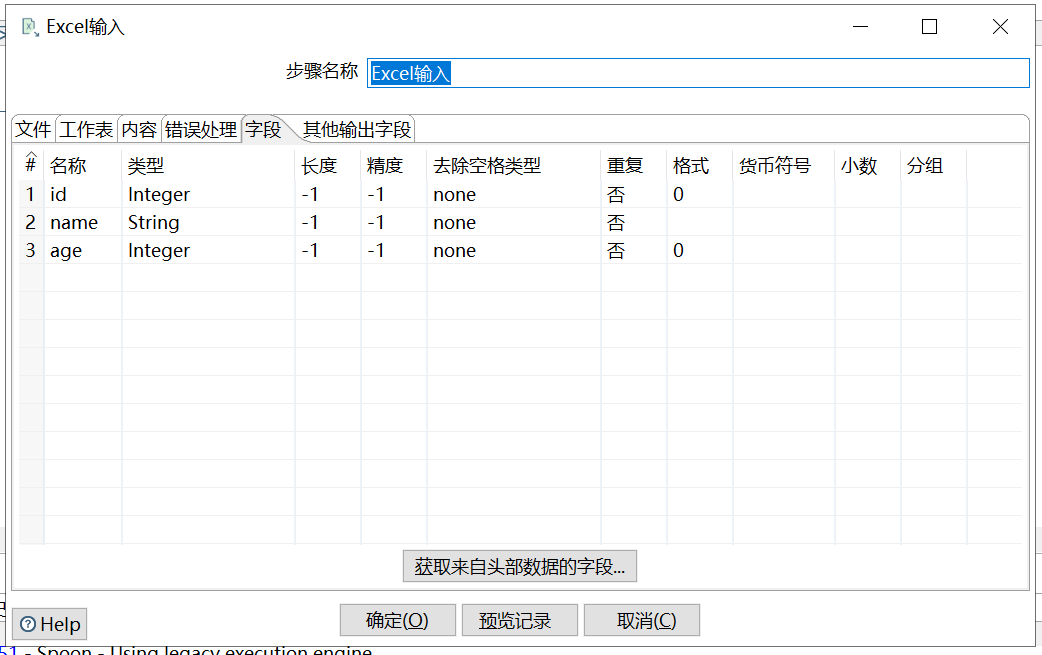 Excel输入
步骤名称 Excel输入
文件 工作表 内容 错误处理 字段 其他输出字段
# 名称 类型 长度 精度 去除空格类型 重复 格式 货币符号 小数 分组
1 id Integer -1 -1 none 否 0
2 name String -1 -1 none 否
3 age Integer -1 -1 none 否 0
获取来自头部数据的字段...
Help 确定(O) 预览记录 取消(C)
51 - Spoon - Using legacy execution engine